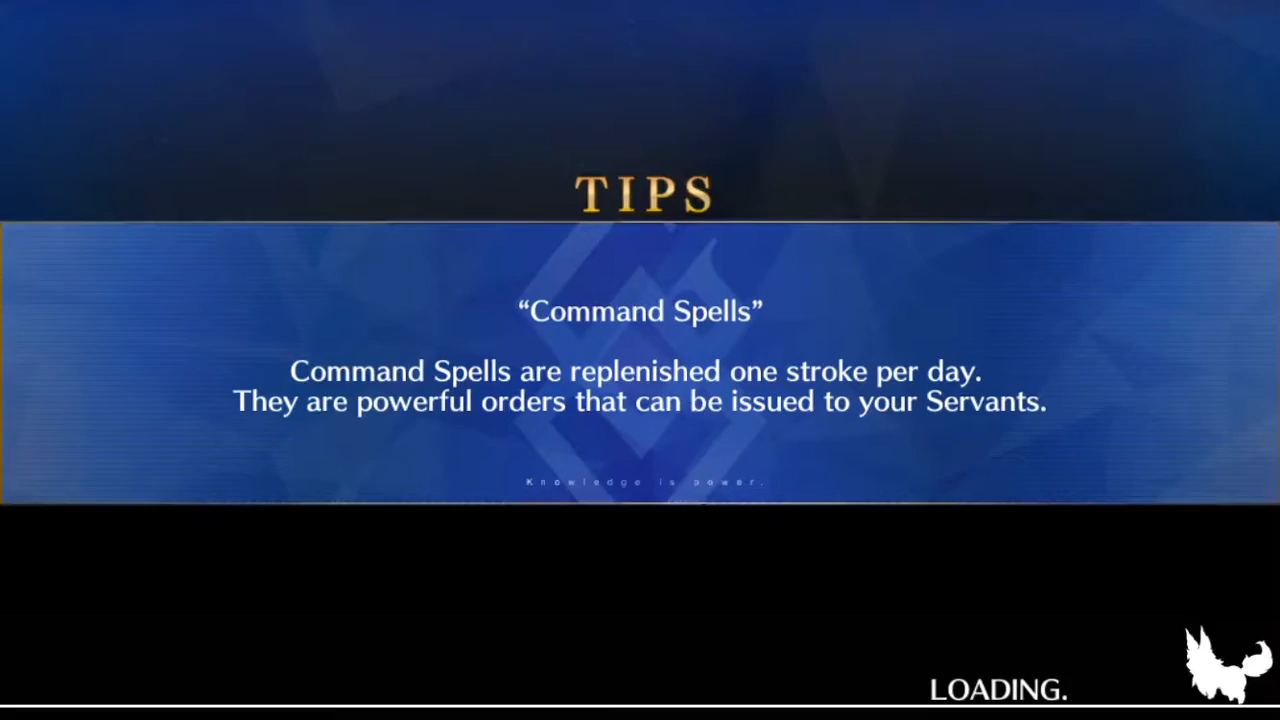 TIPS
“Command Spells”
Command Spells are replenished one stroke per day.
They are powerful orders that can be issued to your Servants.
Knowledge is power.
LOADING.